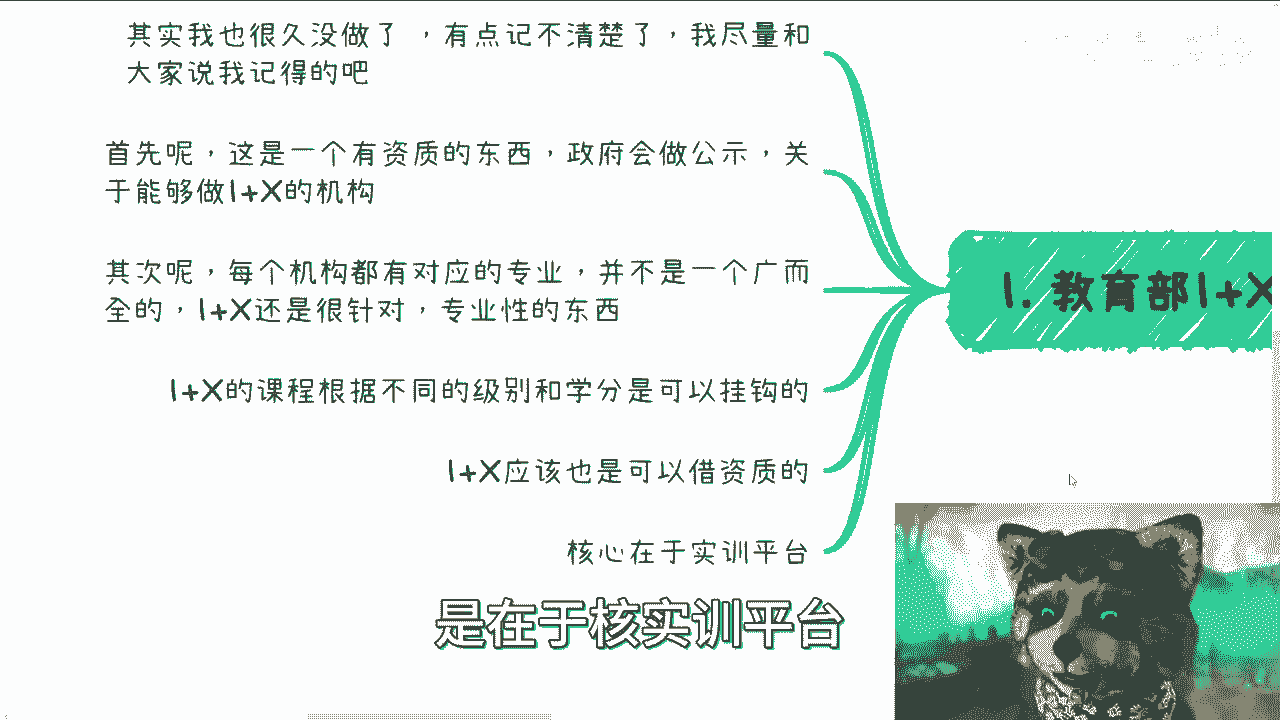 其实我也很久没做了，有点记不清楚了，我尽量和
大家说我记得的吧
首先呢，这是一个有资质的东西，政府会做公示，关
于能够做1+X的机构
其次呢，每个机构都有对应的专业，并不是一个广而
全的，1+X还是很针对，专业性的东西
1+X的课程根据不同的级别和学分是可以挂钩的
1+X应该也是可以借资质的
核心在于实训平台
1. 教育部1+X
是在于核实训平台